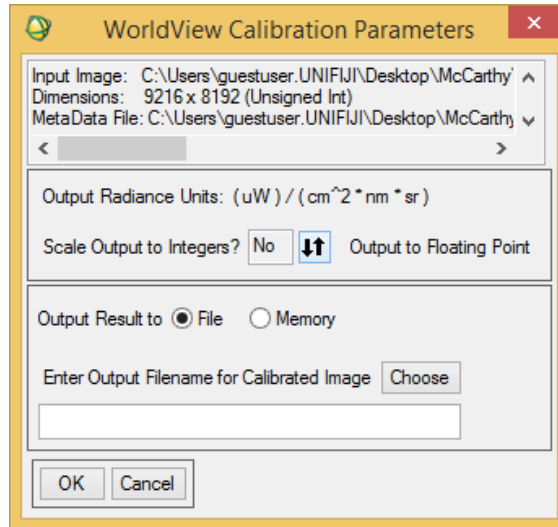 WorldView Calibration Parameters
Input Image: C:\Users\guestuser.UNIFIJI\Desktop\McCarthy
Dimensions: 9216 x 8192 (Unsigned Int)
MetaData File: C:\Users\guestuser.UNIFIJI\Desktop\McCarthy
Output Radiance Units: (uW) / (cm^2 * nm * sr)
Scale Output to Integers? No Output to Floating Point
Output Result to File Memory
Enter Output Filename for Calibrated Image Choose
OK Cancel